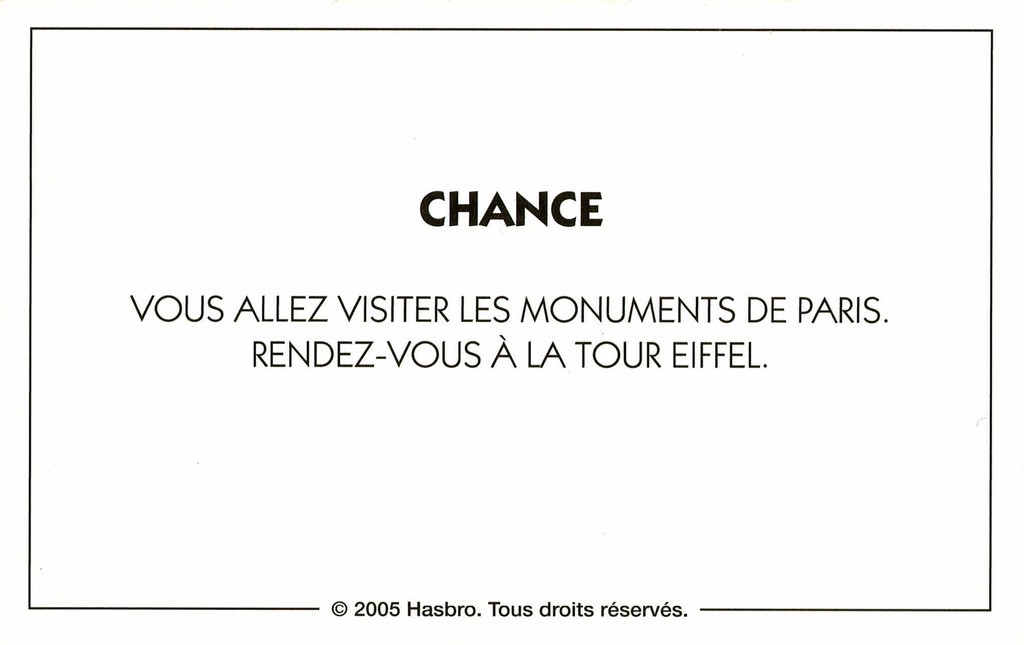 CHANCE
VOUS ALLEZ VISITER LES MONUMENTS DE PARIS.
RENDEZ-VOUS À LA TOUR EIFFEL.
© 2005 Hasbro. Tous droits réservés.